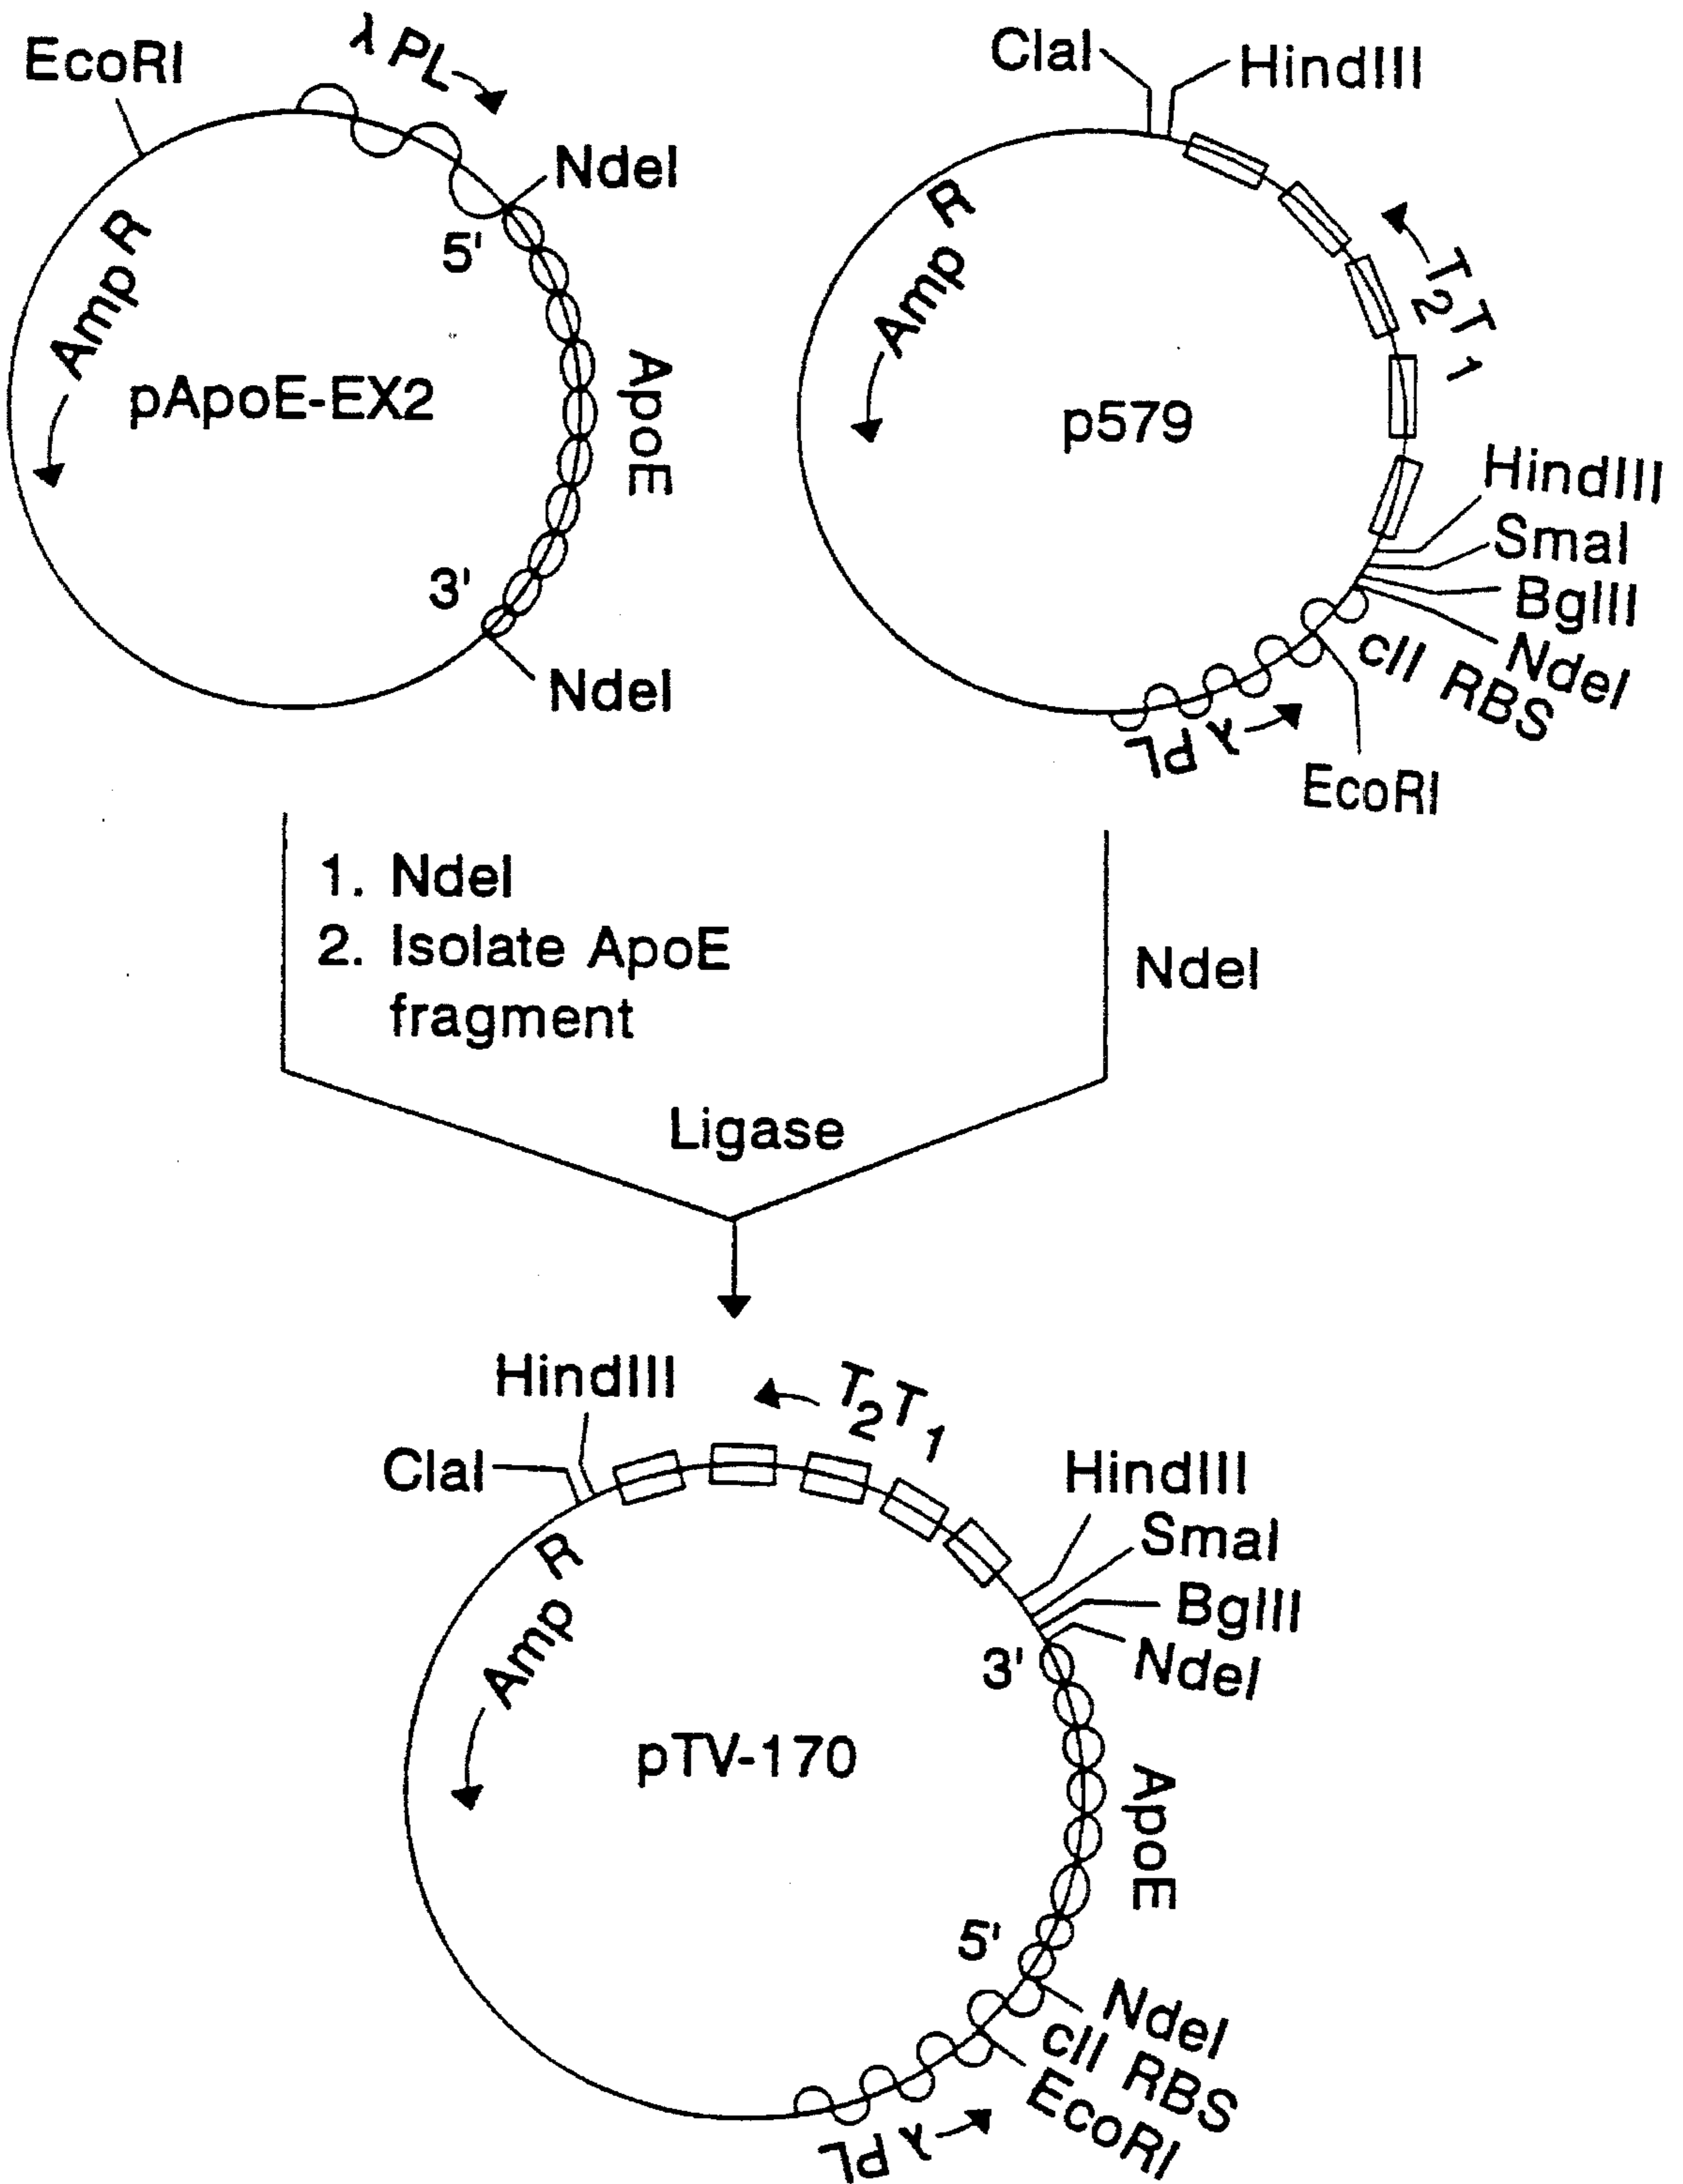 EcoRI
λ PL
NdeI
5'
Amp R
pApoE-EX2
ApoE
3'
NdeI
ClaI
HindIII
Amp R
p579
T2T1
HindIII
SmaI
BglII
NdeI
cII RBS
EcoRI
λ PL
1. NdeI
2. Isolate ApoE
fragment
NdeI
Ligase
HindIII
T2T1
ClaI
HindIII
SmaI
BglII
NdeI
Amp R
3'
pTV-170
ApoE
5'
NdeI
cII RBS
EcoRI
λ PL